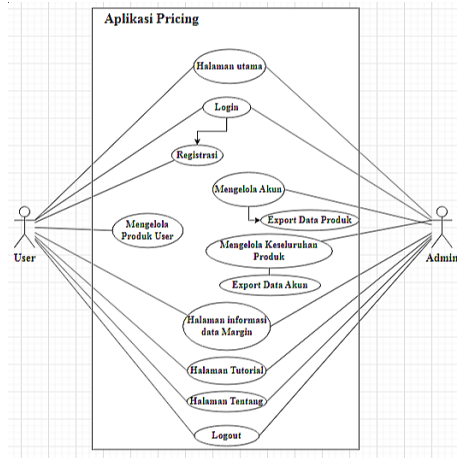 Aplikasi Pricing
Halaman utama
Login
Registrasi
Mengelola Akun
Export Data Produk
Mengelola
Produk User
Mengelola Keseluruhan
Produk
Export Data Akun
User
Admin
Halaman informasi
data Margin
Halaman Tutorial
Halaman Tentang
Logout